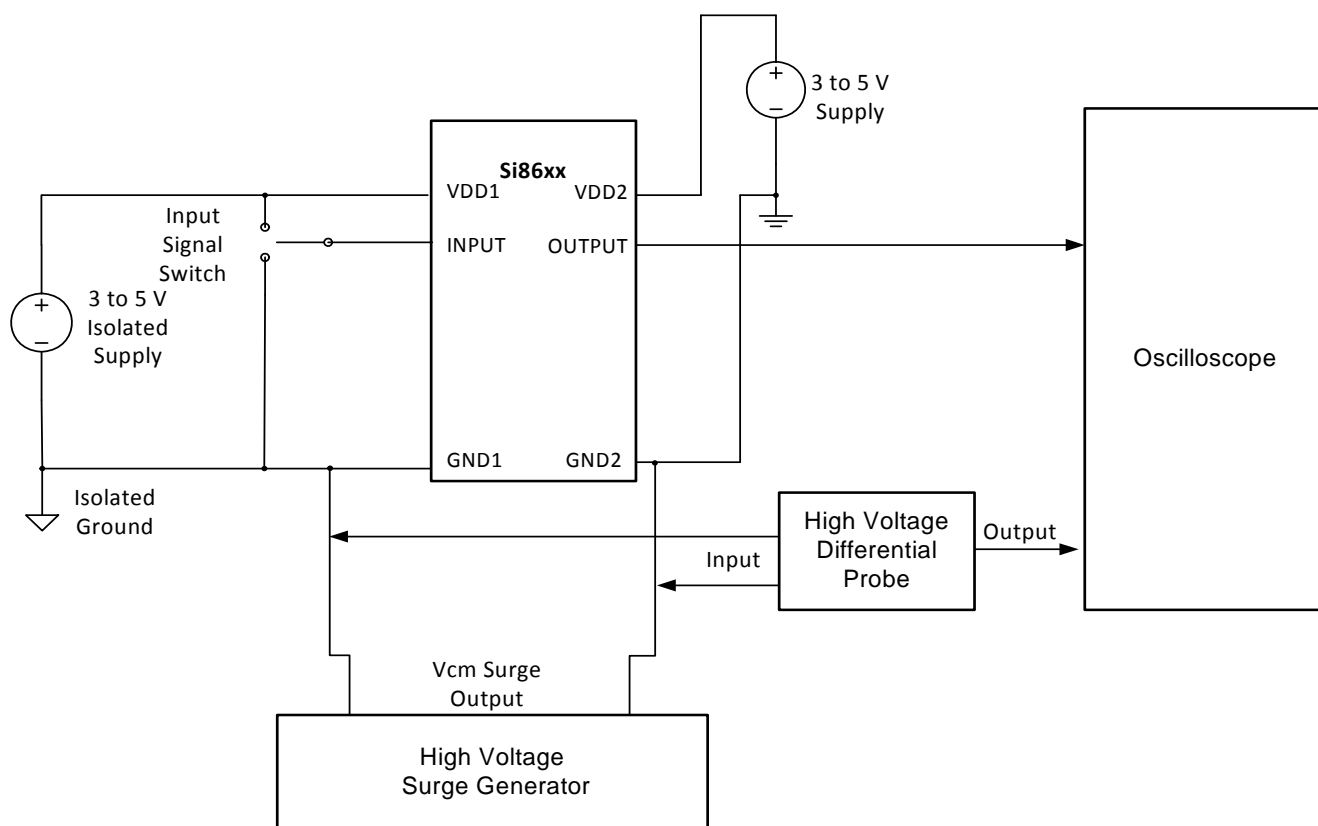 3 to 5 V
Supply
+
−
Si86xx
VDD1
VDD2
INPUT
OUTPUT
GND1
GND2
Input
Signal
Switch
+
−
3 to 5 V
Isolated
Supply
Isolated
Ground
Oscilloscope
High Voltage
Differential
Probe
Input
Output
Vcm Surge
Output
High Voltage
Surge Generator